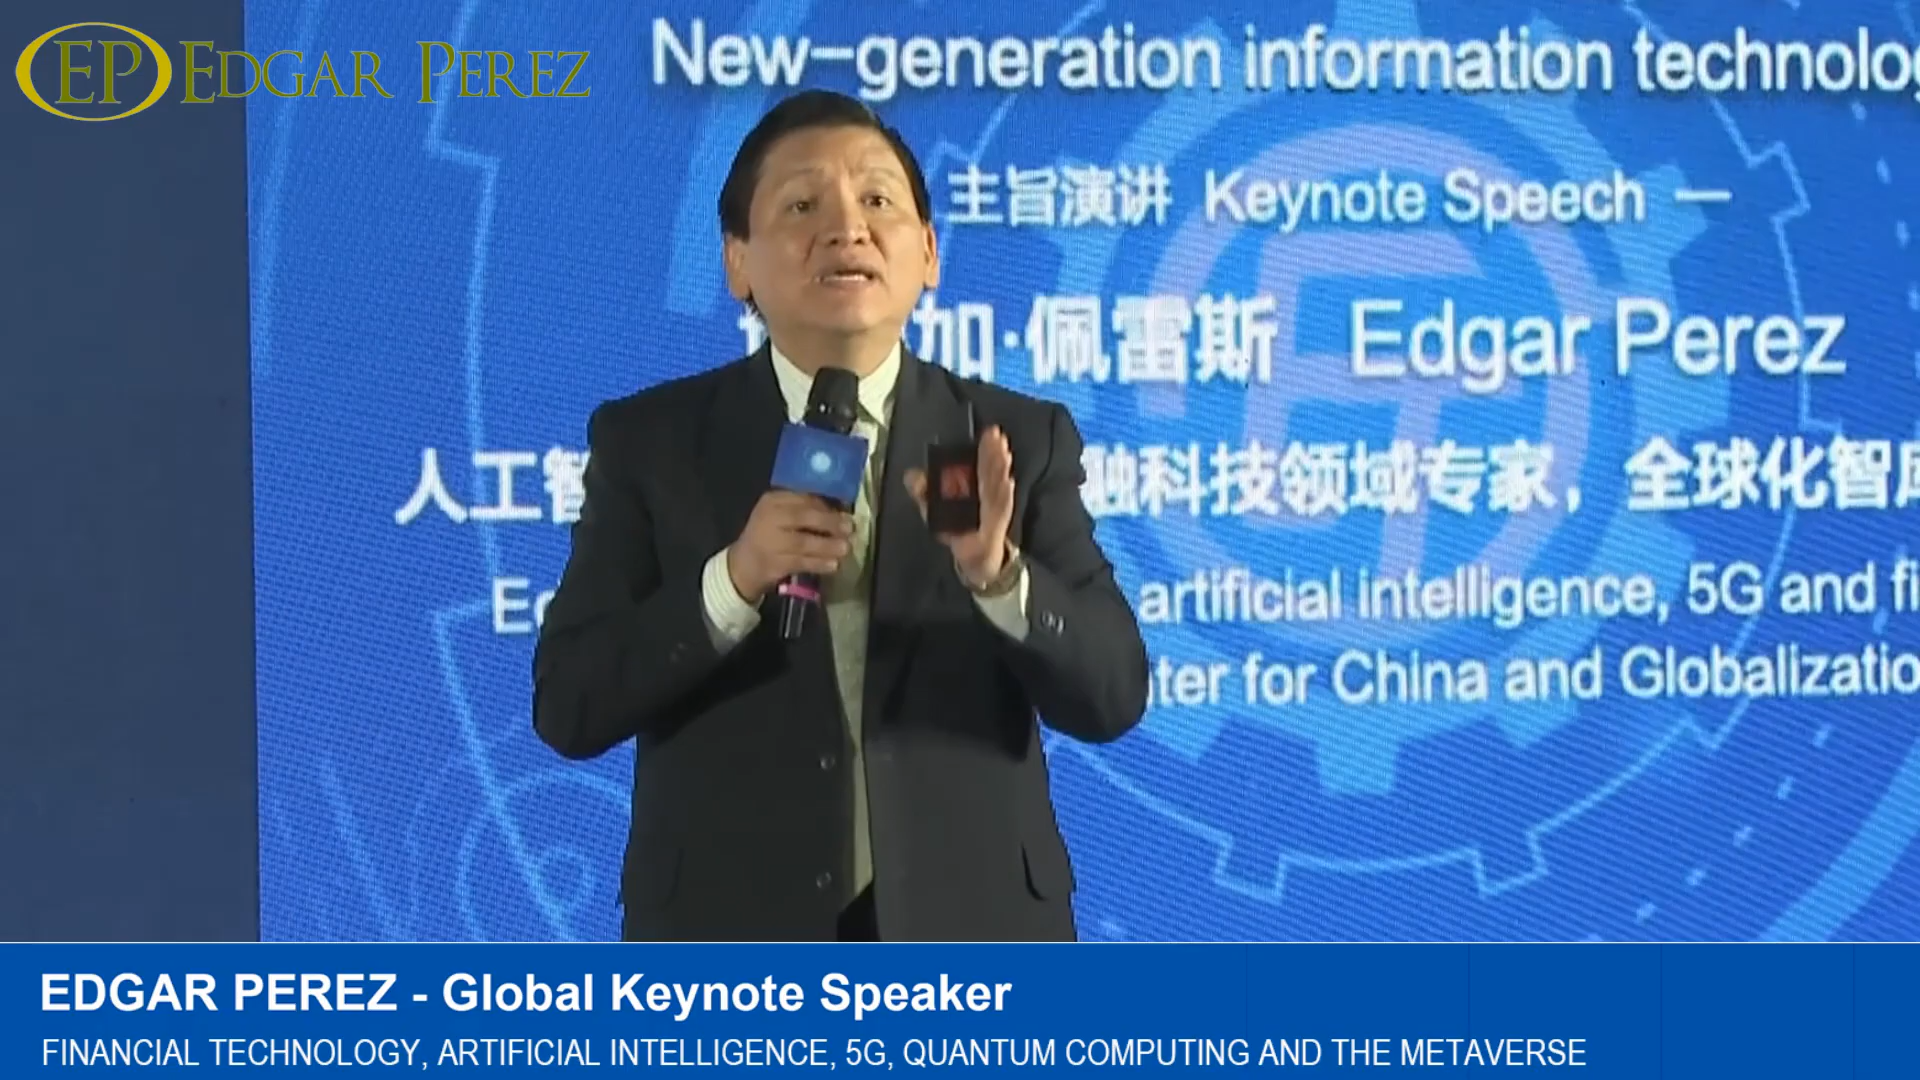 EP EDGAR PEREZ
New-generation information technolo
主旨演讲 Keynote Speech —
加·佩雷斯 Edgar Perez
人工智 融科技领域专家，全球化智库
Ed artificial intelligence, 5G and fi
ter for China and Globalizatio
EDGAR PEREZ - Global Keynote Speaker
FINANCIAL TECHNOLOGY, ARTIFICIAL INTELLIGENCE, 5G, QUANTUM COMPUTING AND THE METAVERSE